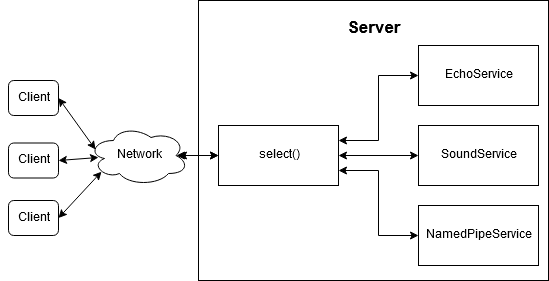 Server
EchoService
Client
Client
Network
select()
SoundService
Client
NamedPipeService